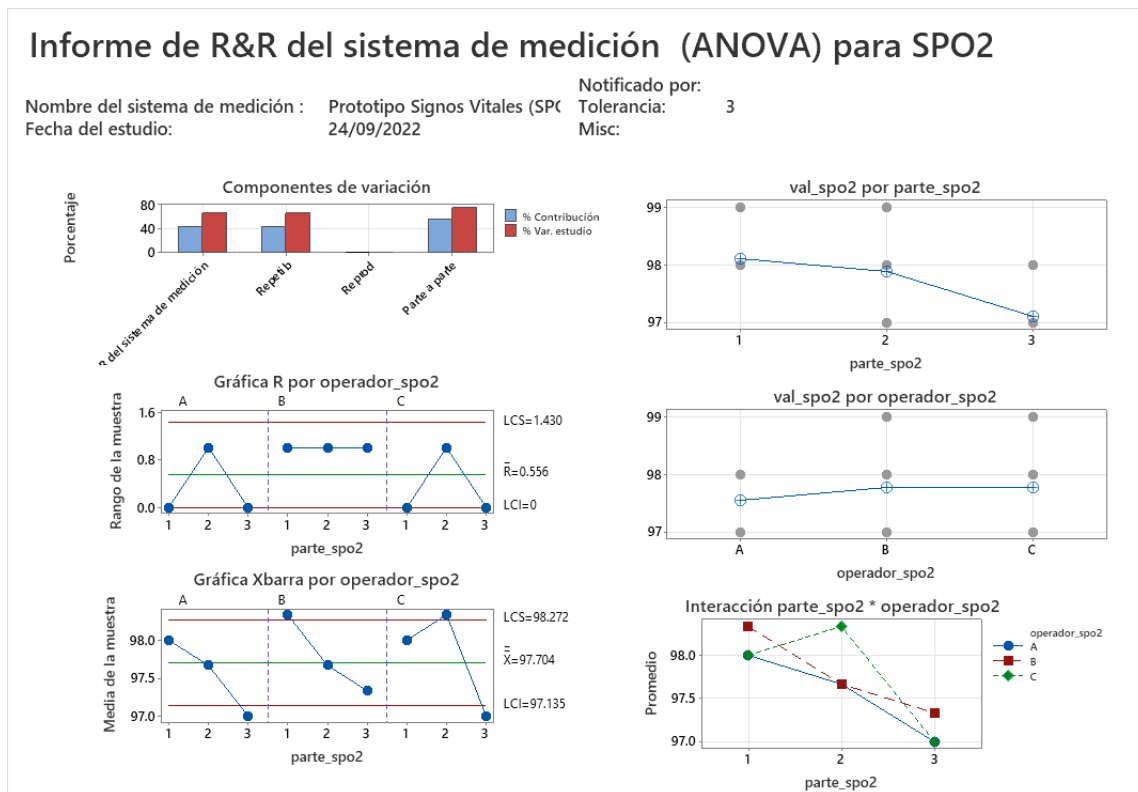 Informe de R&R del sistema de medición (ANOVA) para SPO2
Nombre del sistema de medición : Prototipo Signos Vitales (SPO
Fecha del estudio: 24/09/2022
Notificado por:
Tolerancia: 3
Misc:
Componentes de variación
Porcentaje
80
40
0
R del sistema de medición
Repetib
Reprod
Parte a parte
% Contribución
% Var. estudio
val_spo2 por parte_spo2
99
98
97
1 2 3
parte_spo2
Gráfica R por operador_spo2
A B C
Rango de la muestra
1.6
0.8
0.0
LCS=1.430
R=0.556
LCI=0
1 2 3 1 2 3 1 2 3
parte_spo2
val_spo2 por operador_spo2
99
98
97
A B C
operador_spo2
Gráfica Xbarra por operador_spo2
A B C
Media de la muestra
98.0
97.5
97.0
LCS=98.272
X=97.704
LCI=97.135
1 2 3 1 2 3 1 2 3
parte_spo2
Interacción parte_spo2 * operador_spo2
Promedio
98.0
97.5
97.0
1 2 3
parte_spo2
operador_spo2
A
B
C